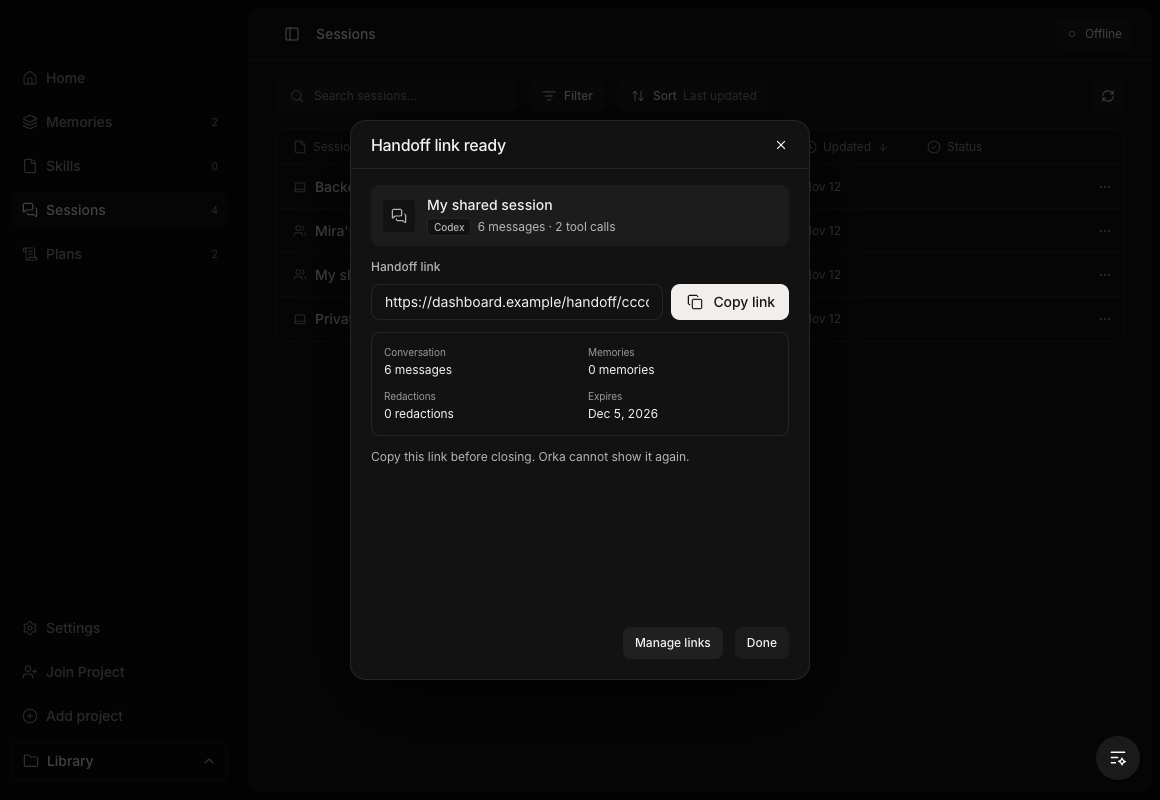 Sessions
Offline
Home
Memories 2
Skills 0
Sessions 4
Plans 2
Search sessions...
Filter
Sort Last updated
Updated
Status
Handoff link ready
My shared session
Codex 6 messages · 2 tool calls
Handoff link
https://dashboard.example/handoff/ccc
Copy link
Conversation
6 messages
Memories
0 memories
Redactions
0 redactions
Expires
Dec 5, 2026
Copy this link before closing. Orka cannot show it again.
Manage links
Done
Settings
Join Project
Add project
Library